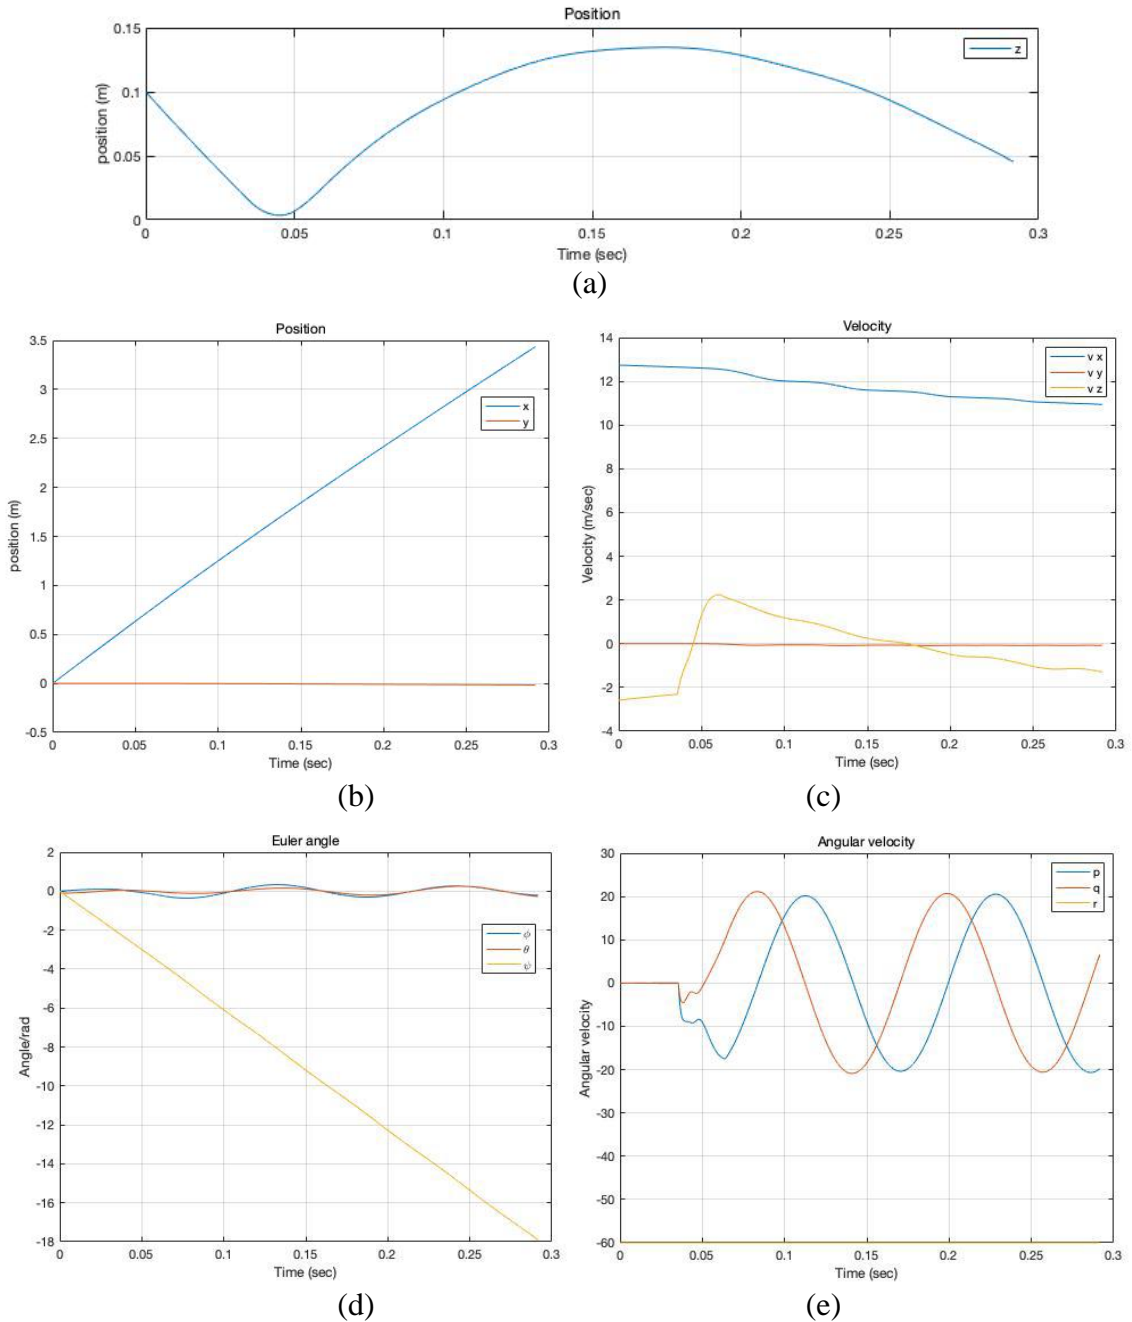 Position
0.15
0.1
0.05
0
position (m)
z
0 0.05 0.1 0.15 0.2 0.25 0.3
Time (sec)
(a)
Position
3.5
3
2.5
2
1.5
1
0.5
0
-0.5
position (m)
x
y
0 0.05 0.1 0.15 0.2 0.25 0.3
Time (sec)
(b)
Velocity
14
12
10
8
6
4
2
0
-2
-4
Velocity (m/sec)
v x
v y
v z
0 0.05 0.1 0.15 0.2 0.25 0.3
Time (sec)
(c)
Euler angle
2
0
-2
-4
-6
-8
-10
-12
-14
-16
-18
Angle/rad
ϕ
θ
ψ
0 0.05 0.1 0.15 0.2 0.25 0.3
Time (sec)
(d)
Angular velocity
30
20
10
0
-10
-20
-30
-40
-50
-60
Angular velocity
p
q
r
0 0.05 0.1 0.15 0.2 0.25 0.3
Time (sec)
(e)